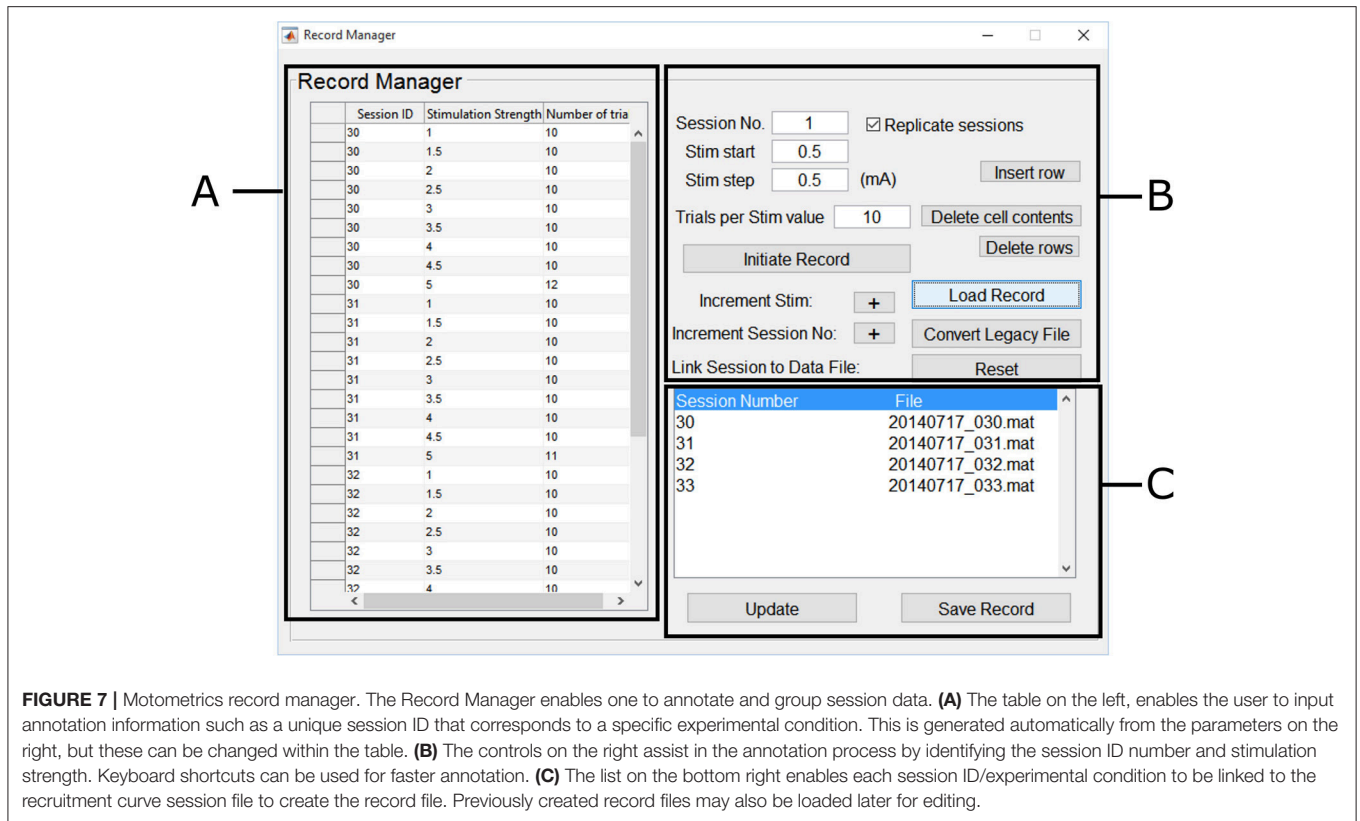 Record Manager
Record Manager
Session ID Stimulation Strength Number of tria
30 1 10
30 1.5 10
30 2 10
30 2.5 10
30 3 10
30 3.5 10
30 4 10
30 4.5 10
30 5 12
31 1 10
31 1.5 10
31 2 10
31 2.5 10
31 3 10
31 3.5 10
31 4 10
31 4.5 10
31 5 11
32 1 10
32 1.5 10
32 2 10
32 2.5 10
32 3 10
32 3.5 10
32 4 10
A
Session No. 1 Replicate sessions
Stim start 0.5
Stim step 0.5 (mA) Insert row
Trials per Stim value 10 Delete cell contents
Delete rows
Initiate Record
Increment Stim: + Load Record
Increment Session No: + Convert Legacy File
Link Session to Data File: Reset
B
Session Number File
30 20140717_030.mat
31 20140717_031.mat
32 20140717_032.mat
33 20140717_033.mat
Update Save Record
C
FIGURE 7 | Motometrics record manager. The Record Manager enables one to annotate and group session data. (A) The table on the left, enables the user to input
annotation information such as a unique session ID that corresponds to a specific experimental condition. This is generated automatically from the parameters on the
right, but these can be changed within the table. (B) The controls on the right assist in the annotation process by identifying the session ID number and stimulation
strength. Keyboard shortcuts can be used for faster annotation. (C) The list on the bottom right enables each session ID/experimental condition to be linked to the
recruitment curve session file to create the record file. Previously created record files may also be loaded later for editing.